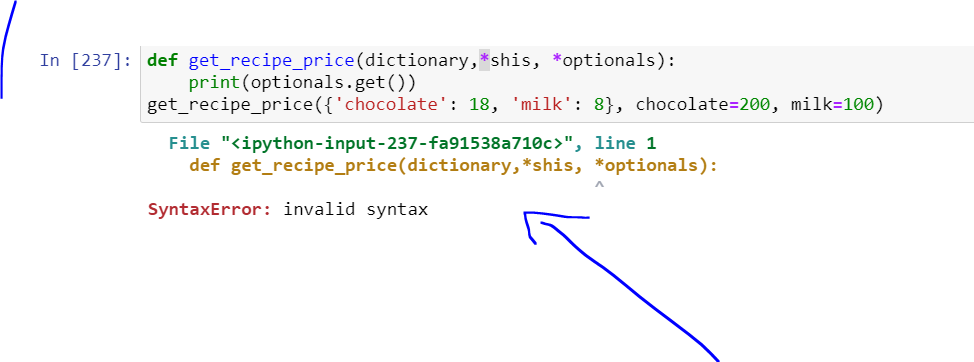 In [237]: def get_recipe_price(dictionary,*shis, *optionals):
print(optionals.get())
get_recipe_price({'chocolate': 18, 'milk': 8}, chocolate=200, milk=100)
File "<ipython-input-237-fa91538a710c>", line 1
def get_recipe_price(dictionary,*shis, *optionals):
^
SyntaxError: invalid syntax